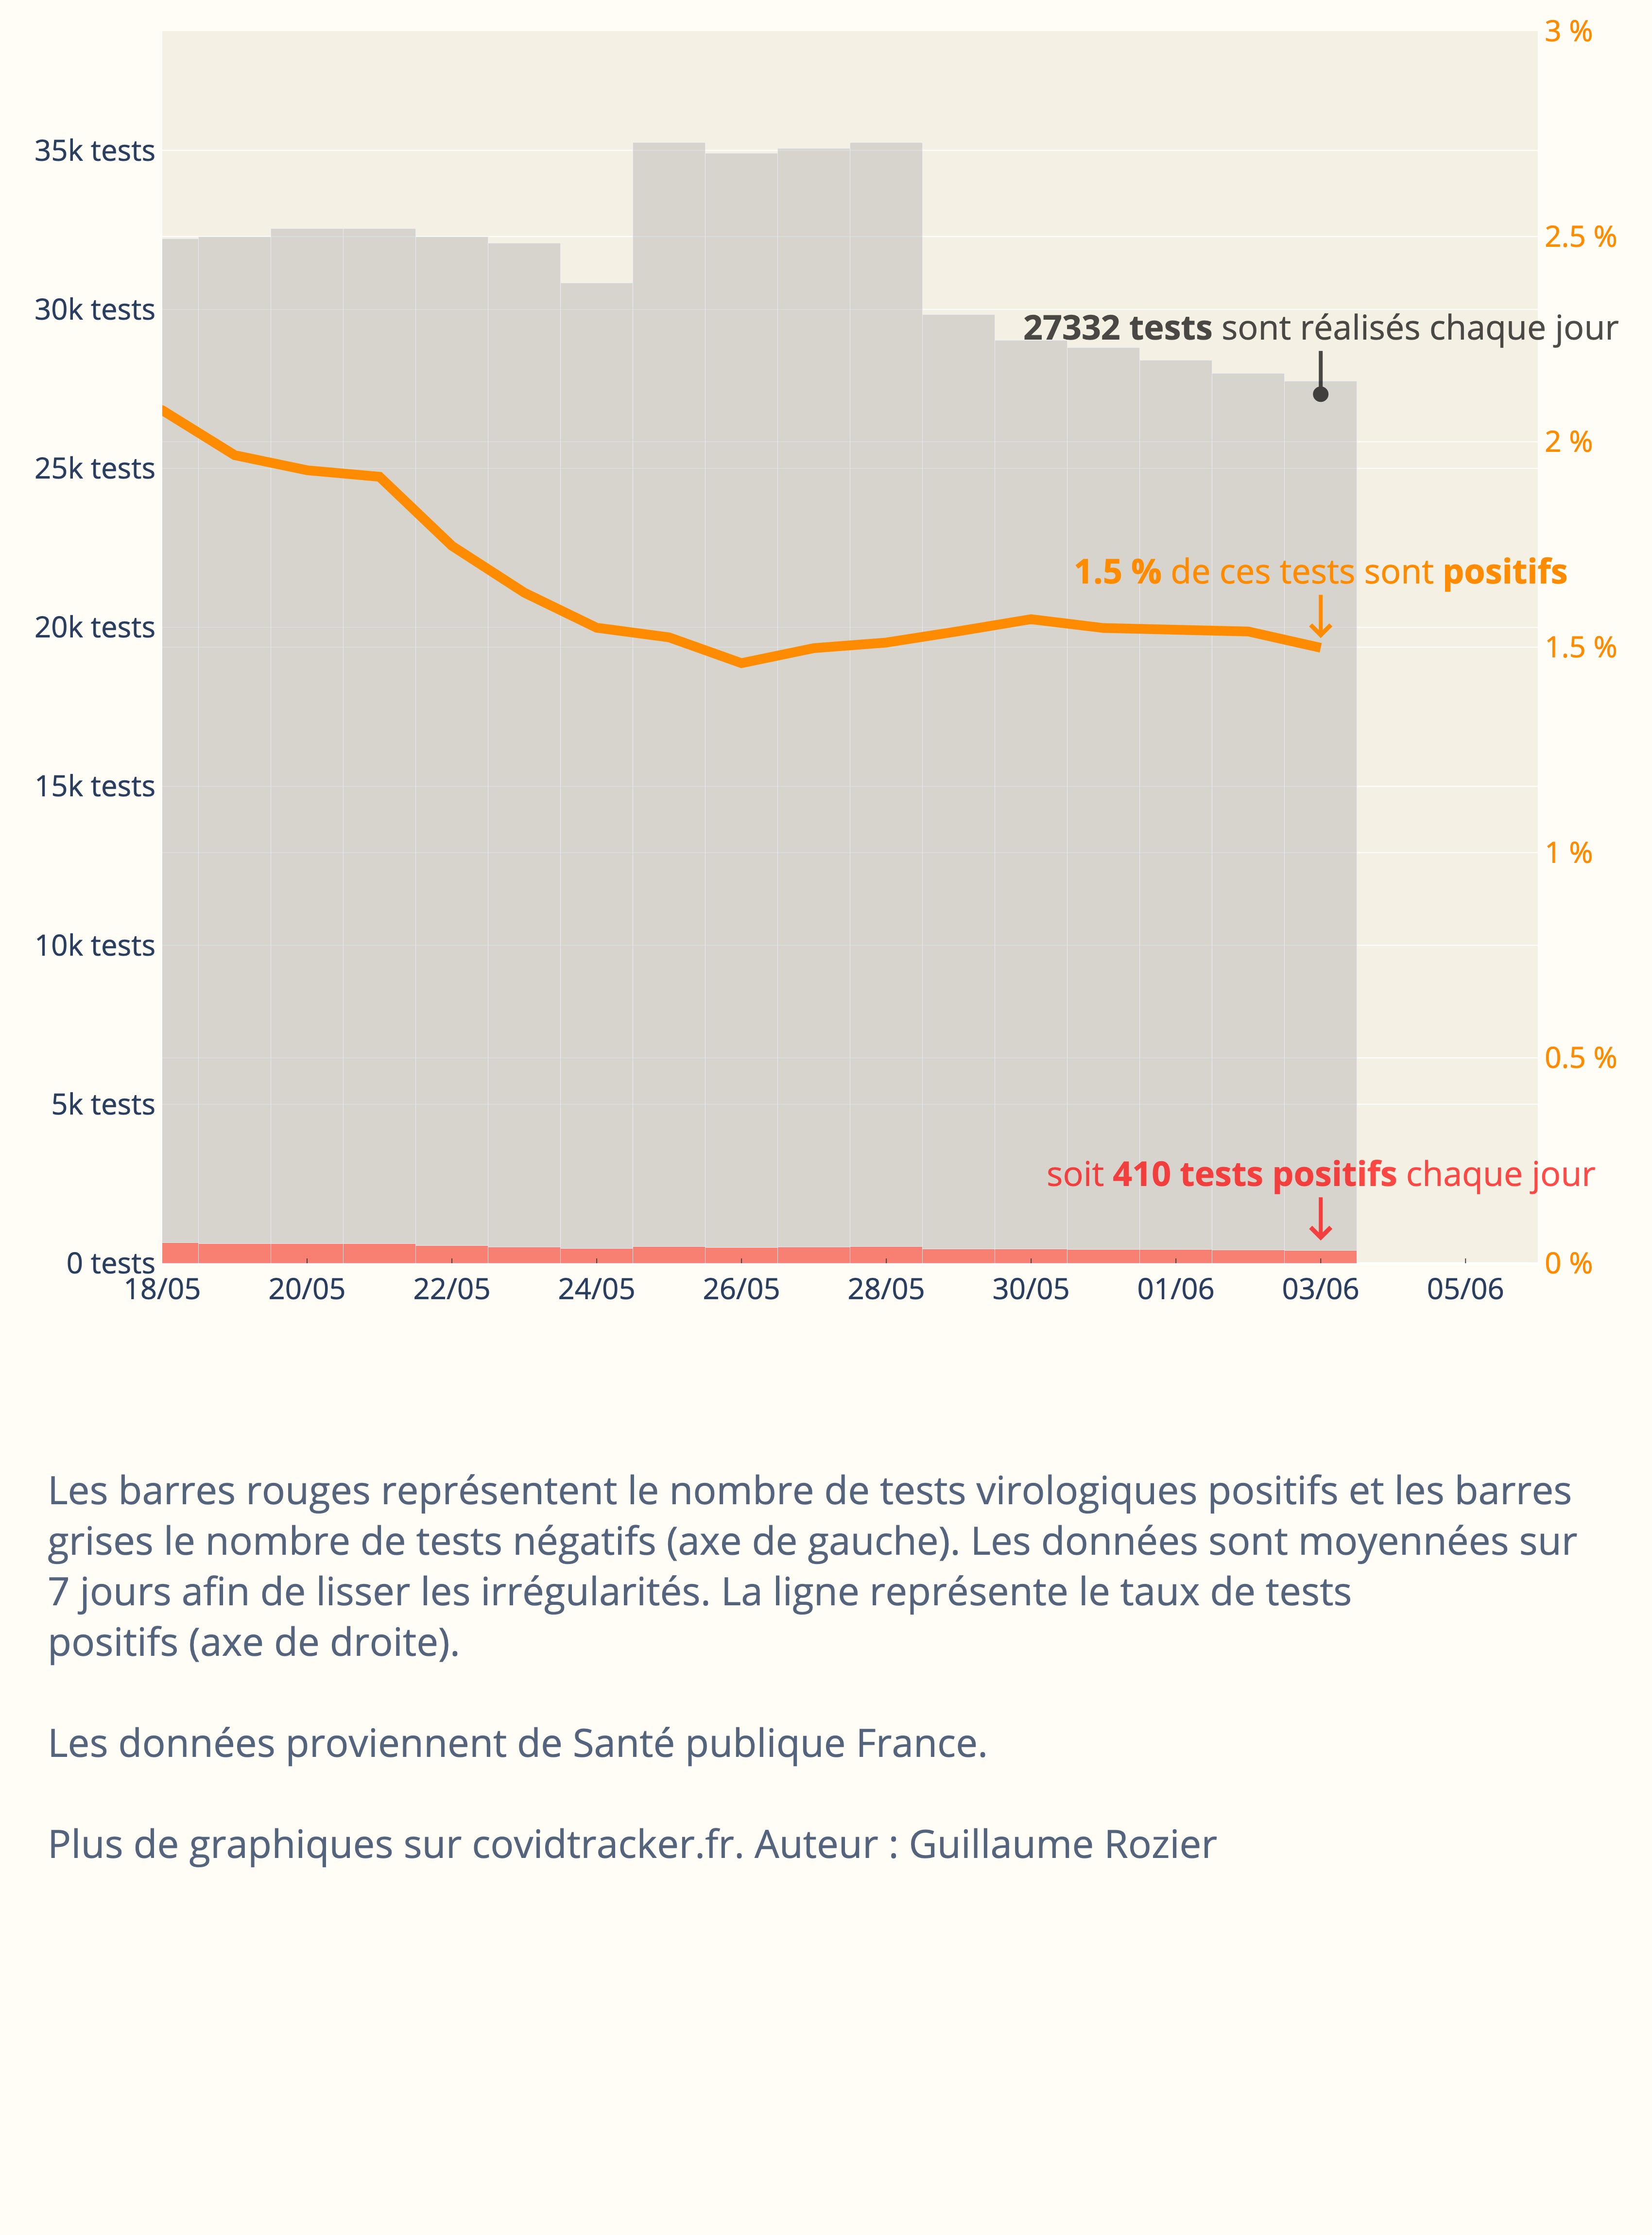 3 %
35k tests
2.5 %
30k tests
27332 tests sont réalisés chaque jour
2 %
25k tests
1.5 % de ces tests sont positifs
20k tests
1.5 %
15k tests
1 %
10k tests
0.5 %
5k tests
soit 410 tests positifs chaque jour
0 tests
0 %
18/05 20/05 22/05 24/05 26/05 28/05 30/05 01/06 03/06 05/06
Les barres rouges représentent le nombre de tests virologiques positifs et les barres
grises le nombre de tests négatifs (axe de gauche). Les données sont moyennées sur
7 jours afin de lisser les irrégularités. La ligne représente le taux de tests
positifs (axe de droite).
Les données proviennent de Santé publique France.
Plus de graphiques sur covidtracker.fr. Auteur : Guillaume Rozier